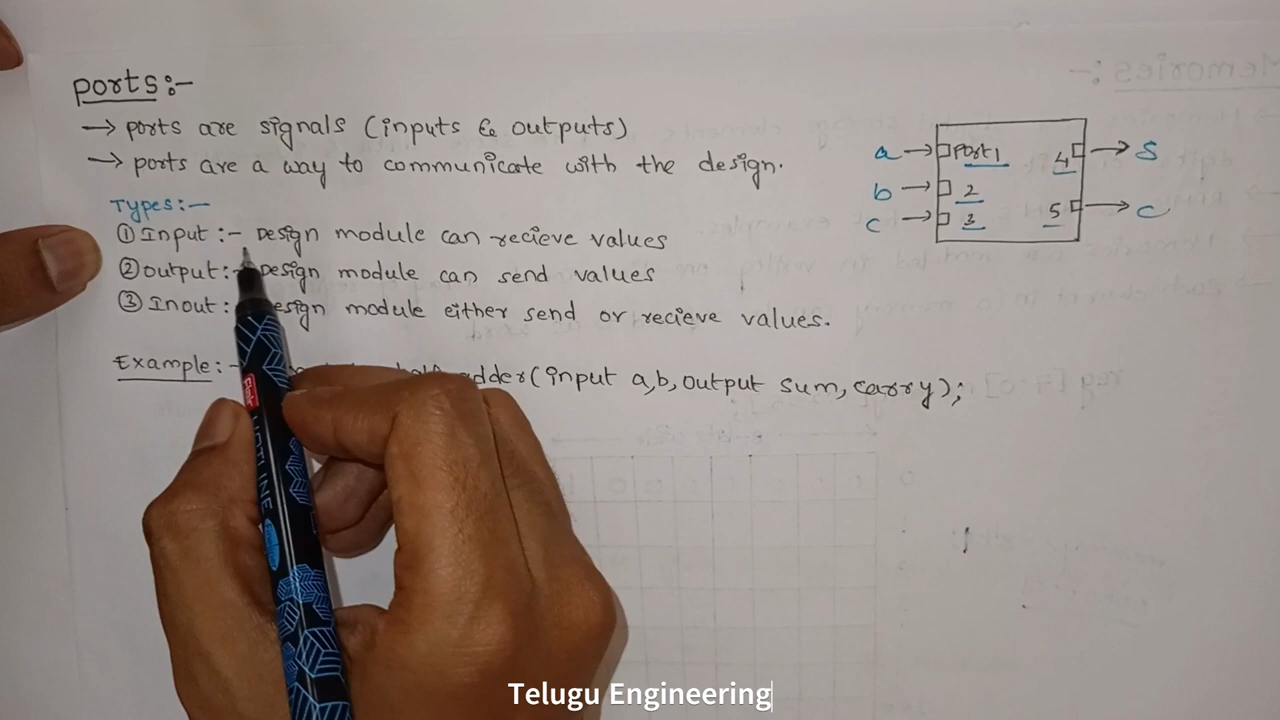 Ports:-
→ ports are signals (inputs & outputs)
→ ports are a way to communicate with the design.
Types:-
① Input :- Design module can recieve values
② output:- Design module can send values
③ Inout: Design module either send or recieve values.
Example:- adder(input a,b, output sum, carry);
a → Port1
b → 2
c → 3
4 → S
5 → C
Telugu Engineering